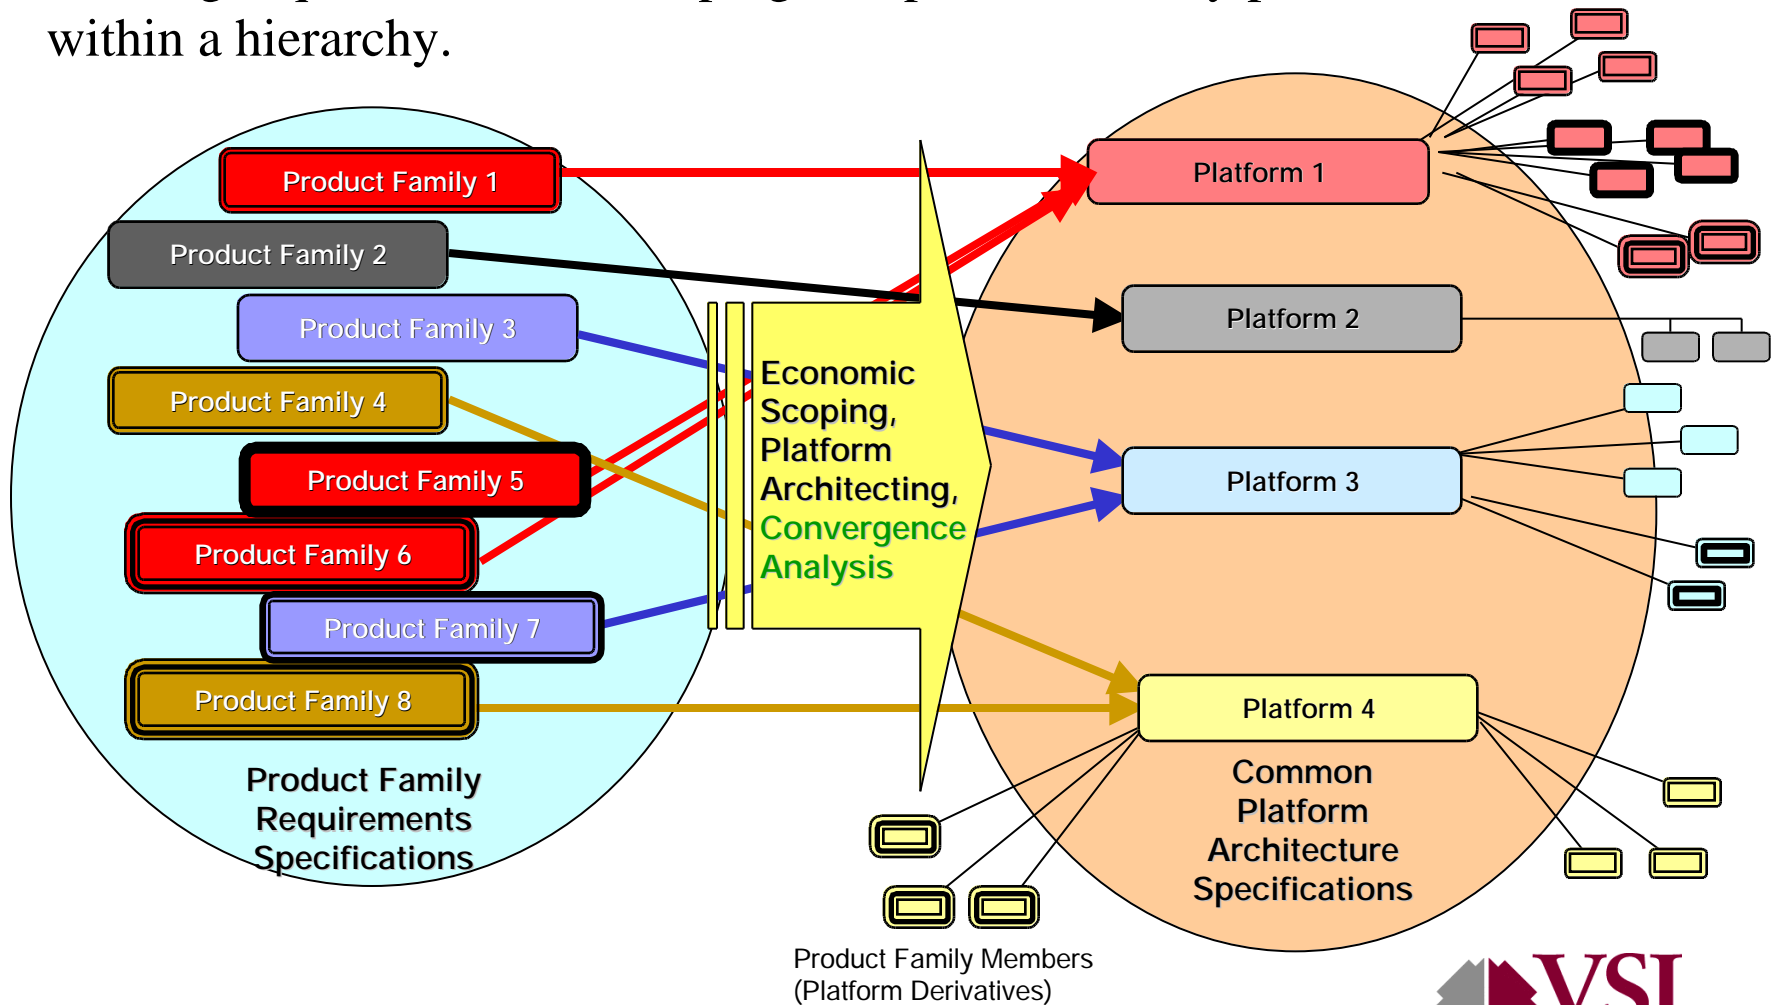 within a hierarchy.
Product Family 1
Product Family 2
Product Family 3
Product Family 4
Product Family 5
Product Family 6
Product Family 7
Product Family 8
Product Family
Requirements
Specifications
Economic
Scoping,
Platform
Architecting,
Convergence
Analysis
Platform 1
Platform 2
Platform 3
Platform 4
Common
Platform
Architecture
Specifications
Product Family Members
(Platform Derivatives)
VSI